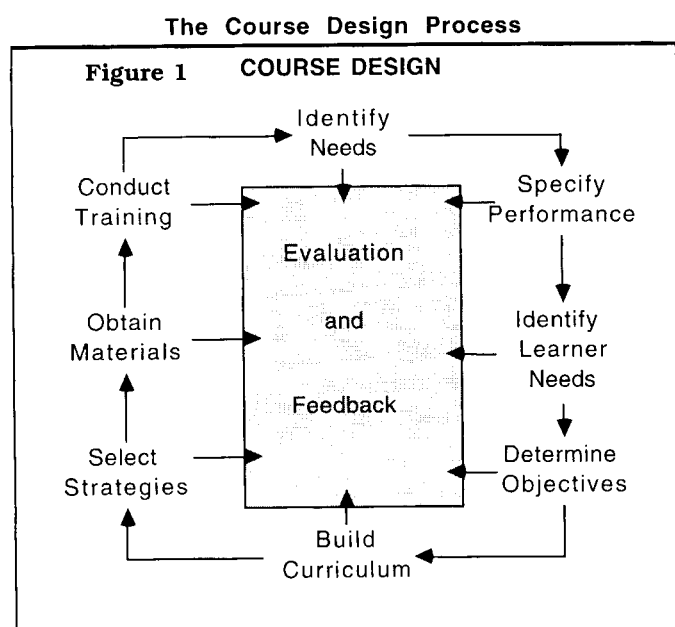 The Course Design Process
Figure 1 COURSE DESIGN
Identify
Needs
Specify
Performance
Identify
Learner
Needs
Determine
Objectives
Build
Curriculum
Select
Strategies
Obtain
Materials
Conduct
Training
Evaluation
and
Feedback